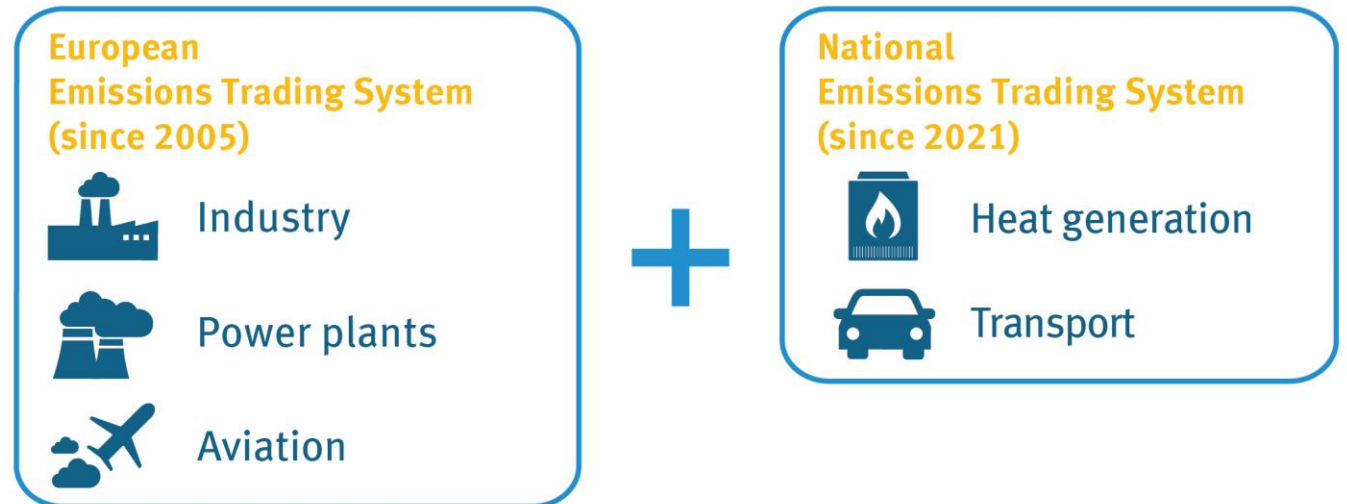 European
Emissions Trading System
(since 2005)
Industry
Power plants
Aviation
+
National
Emissions Trading System
(since 2021)
Heat generation
Transport